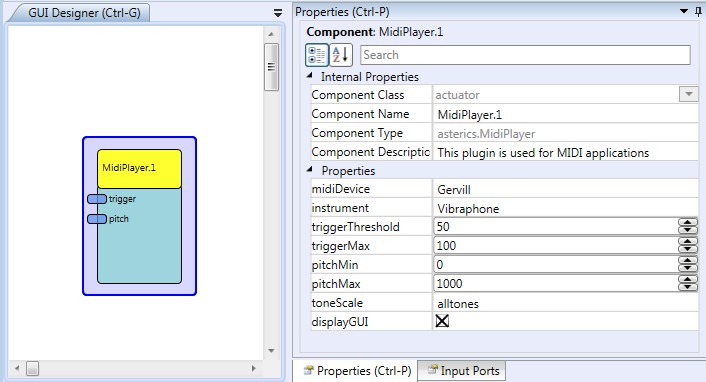 GUI Designer (Ctrl-G)
MidiPlayer.1
trigger
pitch
Properties (Ctrl-P)
Component: MidiPlayer.1
A
Z
Search
Internal Properties
Component Class actuator
Component Name MidiPlayer.1
Component Type asterics.MidiPlayer
Component Descriptio This plugin is used for MIDI applications
Properties
midiDevice Gervill
instrument Vibraphone
triggerThreshold 50
triggerMax 100
pitchMin 0
pitchMax 1000
toneScale alltones
displayGUI
Properties (Ctrl-P) Input Ports